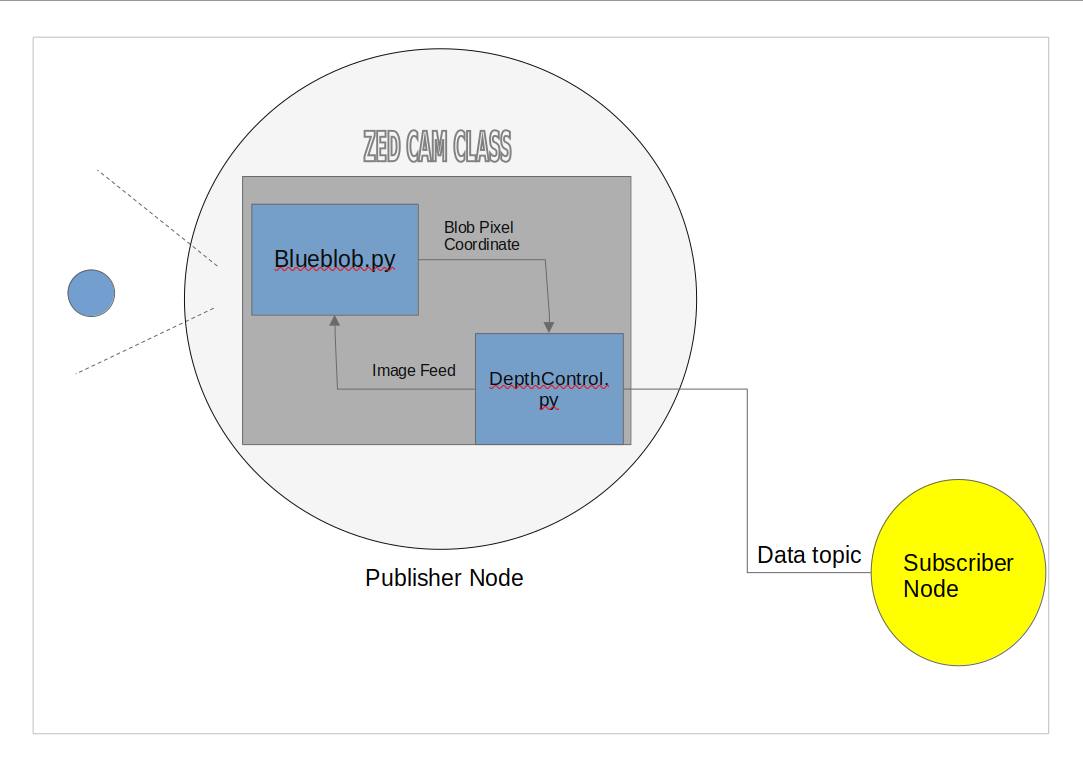 ZED CAM CLASS
Blueblob.py
Blob Pixel
Coordinate
Image Feed
DepthControl.
py
Publisher Node
Data topic
Subscriber
Node